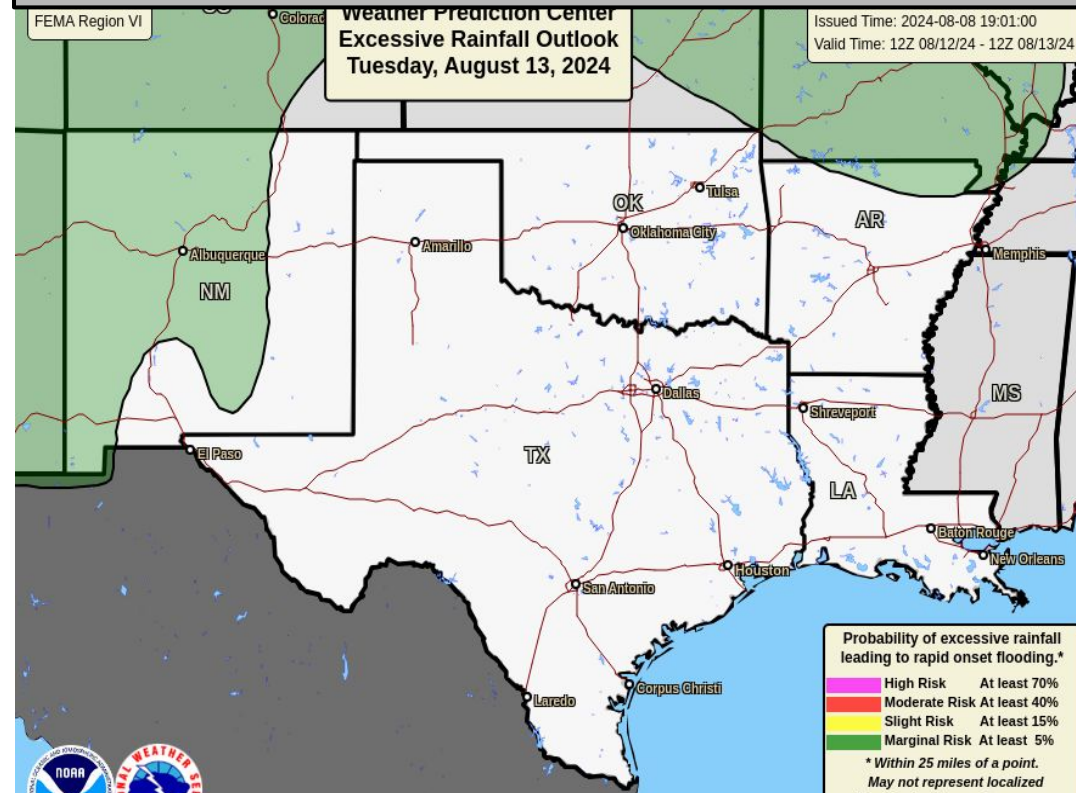 FEMA Region VI
Weather Prediction Center
Excessive Rainfall Outlook
Tuesday, August 13, 2024
Issued Time: 2024-08-08 19:01:00
Valid Time: 12Z 08/12/24 - 12Z 08/13/24
Colorad
Tulsa
OK
Oklahoma City
AR
Amarillo
Albuquerque
Memphis
NM
Dallas
MS
Shreveport
El Paso
TX
LA
Baton Rouge
New Orleans
Houston
San Antonio
Corpus Christi
Laredo
Probability of excessive rainfall
leading to rapid onset flooding.*
High Risk At least 70%
Moderate Risk At least 40%
Slight Risk At least 15%
Marginal Risk At least 5%
* Within 25 miles of a point.
May not represent localized
NOAA
WEATHER